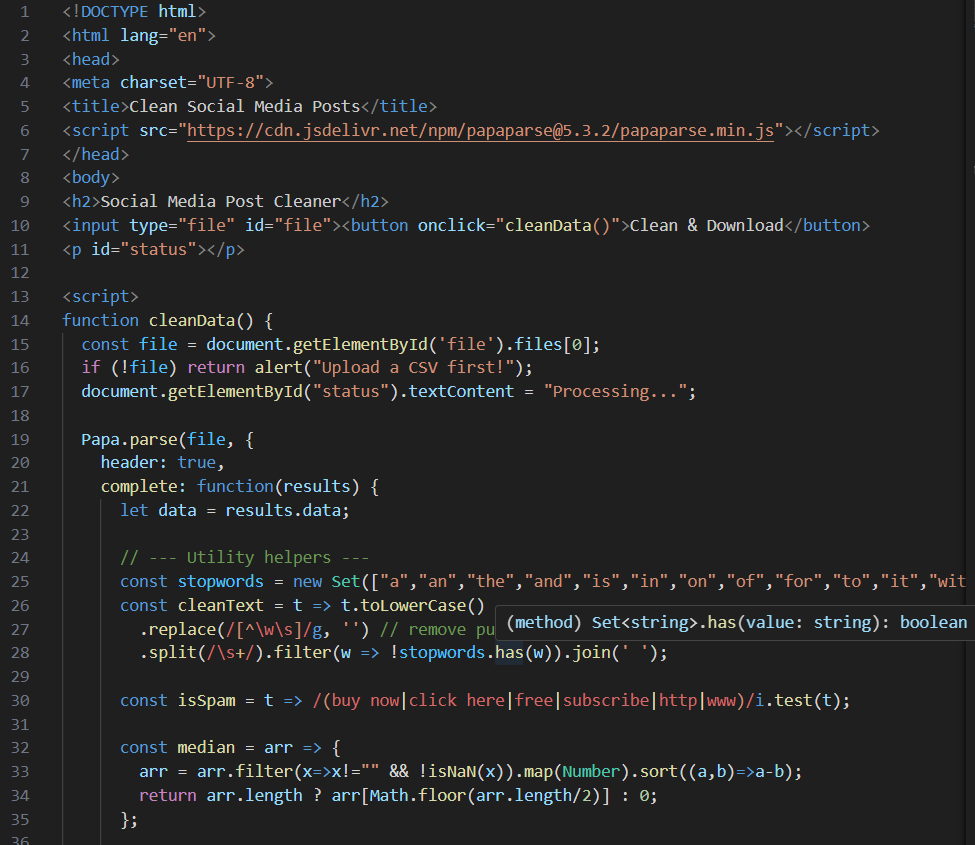 1 <!DOCTYPE html>
2 <html lang="en">
3 <head>
4 <meta charset="UTF-8">
5 <title>Clean Social Media Posts</title>
6 <script src="https://cdn.jsdelivr.net/npm/papaparse@5.3.2/papaparse.min.js"></script>
7 </head>
8 <body>
9 <h2>Social Media Post Cleaner</h2>
10 <input type="file" id="file"><button onclick="cleanData()">Clean & Download</button>
11 <p id="status"></p>
12
13 <script>
14 function cleanData() {
15   const file = document.getElementById('file').files[0];
16   if (!file) return alert("Upload a CSV first!");
17   document.getElementById("status").textContent = "Processing...";
18
19   Papa.parse(file, {
20     header: true,
21     complete: function(results) {
22       let data = results.data;
23
24       // --- Utility helpers ---
25       const stopwords = new Set(["a","an","the","and","is","in","on","of","for","to","it","wit
26       const cleanText = t => t.toLowerCase()
(method) Set<string>.has(value: string): boolean
27         .replace(/[^\w\s]/g, '') // remove pu
28         .split(/\s+/).filter(w => !stopwords.has(w)).join(' ');
29
30       const isSpam = t => /(buy now|click here|free|subscribe|http|www)/i.test(t);
31
32       const median = arr => {
33         arr = arr.filter(x=>x!="" && !isNaN(x)).map(Number).sort((a,b)=>a-b);
34         return arr.length ? arr[Math.floor(arr.length/2)] : 0;
35       };
36